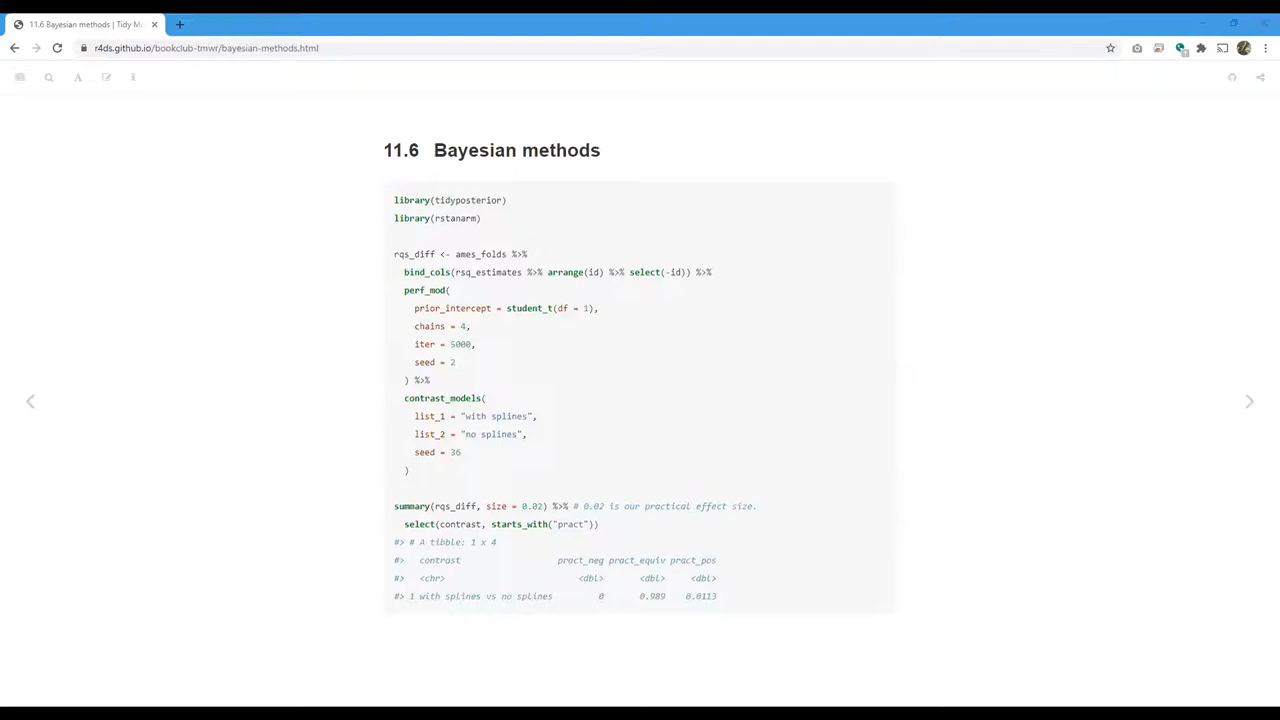 11.6 Bayesian methods | Tidy M
r4ds.github.io/bookclub-tmwr/bayesian-methods.html
11.6 Bayesian methods
library(tidyposterior)
library(rstanarm)
rqs_diff <- ames_folds %>%
bind_cols(rsq_estimates %>% arrange(id) %>% select(-id)) %>%
perf_mod(
prior_intercept = student_t(df = 1),
chains = 4,
iter = 5000,
seed = 2
) %>%
contrast_models(
list_1 = "with splines",
list_2 = "no splines",
seed = 36
)
summary(rqs_diff, size = 0.02) %>% # 0.02 is our practical effect size.
select(contrast, starts_with("pract"))
#> # A tibble: 1 x 4
#> contrast pract_neg pract_equiv pract_pos
#> <chr> <dbl> <dbl> <dbl>
#> 1 with splines vs no splines 0 0.989 0.0113